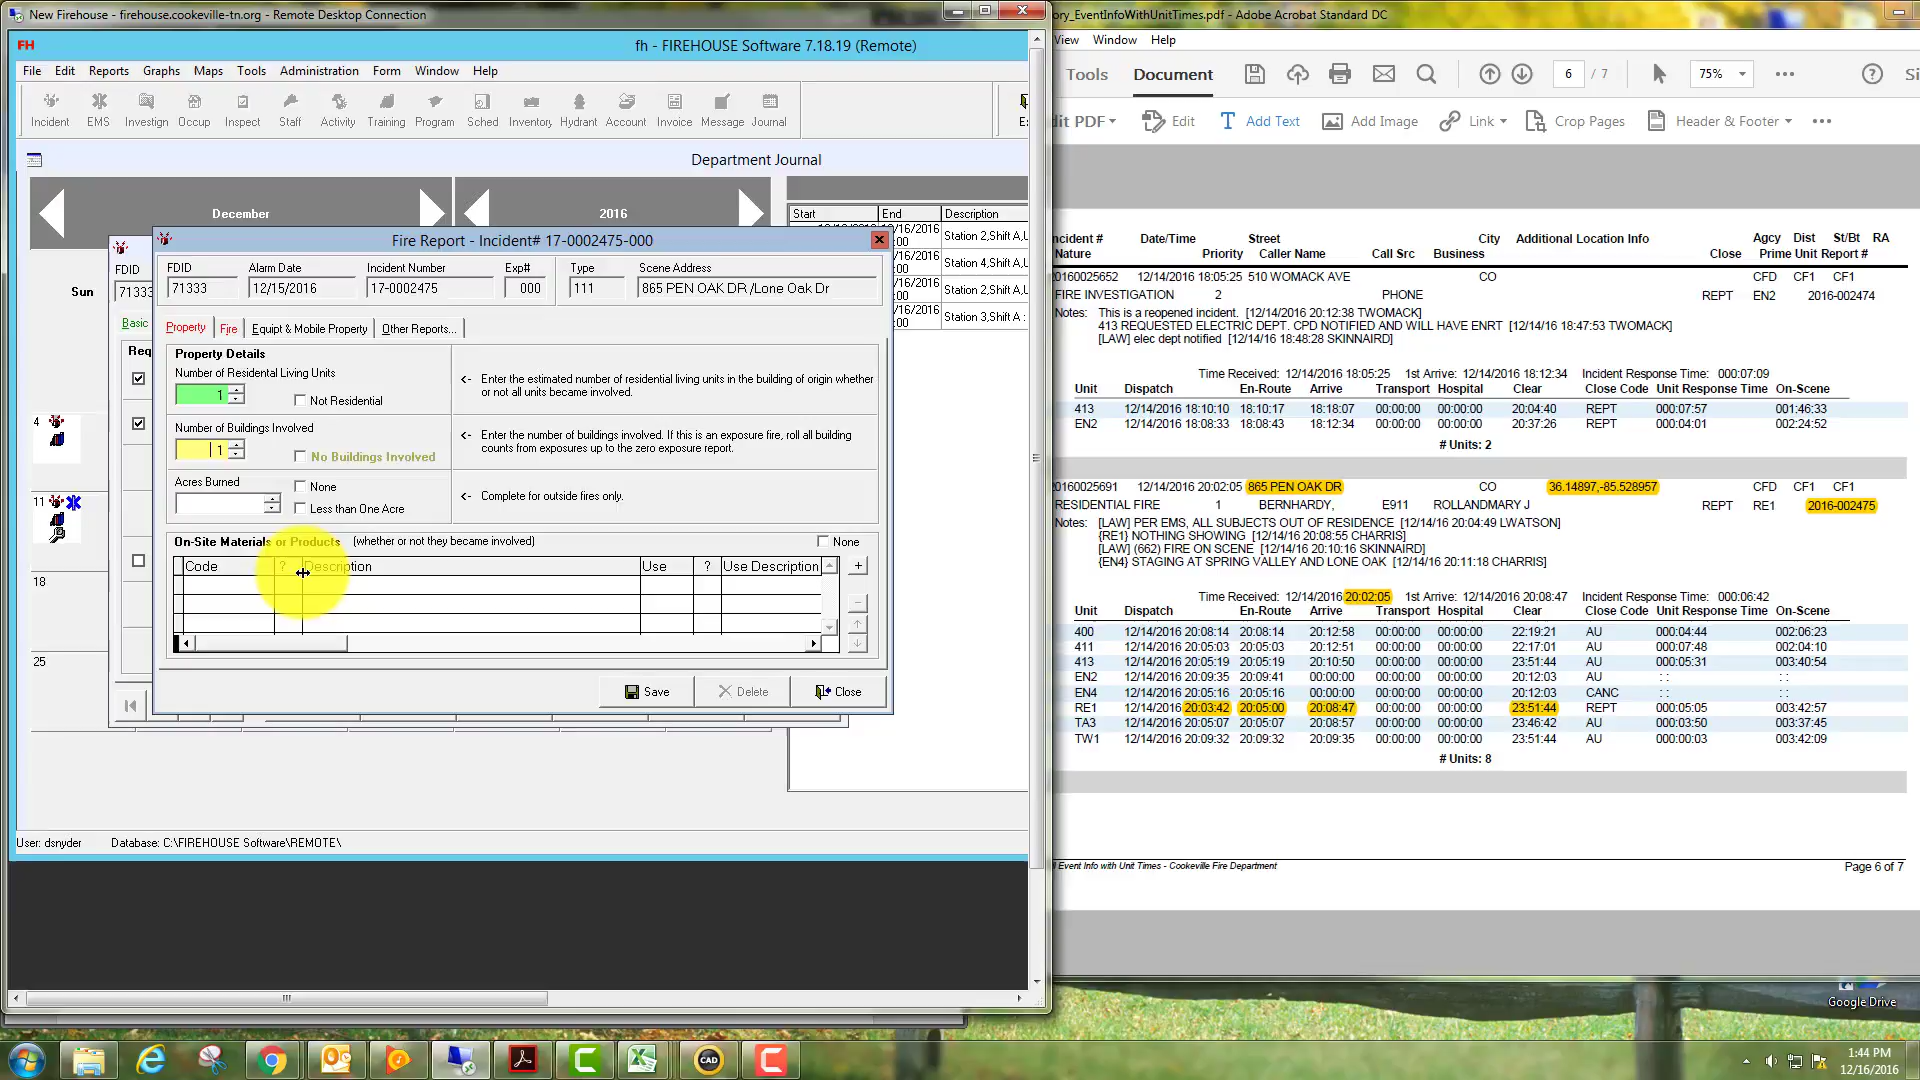 New Firehouse - firehouse.cookeville-tn.org - Remote Desktop Connection
FH
fh - FIREHOUSE Software 7.18.19 (Remote)
File Edit Reports Graphs Maps Tools Administration Form Window Help
Incident EMS Investign Occup Inspect Staff Activity Training Program Sched Inventory Hydrant Account Invoice Message Journal
Department Journal
December 2016
Start End Description
16/2016 Station 2,Shift A,
16/2016 Station 4,Shift A,
16/2016 Station 2,Shift A,
16/2016 Station 3,Shift A :
Sun
4
11
18
25
FDID
7133
Basic
Req
Fire Report - Incident# 17-0002475-000
FDID Alarm Date Incident Number Exp# Type Scene Address
71333 12/15/2016 17-0002475 000 111 865 PEN OAK DR /Lone Oak Dr
Property Fire Equipt & Mobile Property Other Reports...
Property Details
Number of Residential Living Units
1 Not Residential
<- Enter the estimated number of residential living units in the building of origin whether
or not all units became involved.
Number of Buildings Involved
1 No Buildings Involved
<- Enter the number of buildings involved. If this is an exposure fire, roll all building
counts from exposures up to the zero exposure report.
Acres Burned
None
Less than One Acre
<- Complete for outside fires only.
On-Site Materials or Products (whether or not they became involved) None
Code ? Description Use ? Use Description
Save Delete Close
User: dsnyder Database: C:\FIREHOUSE Software\REMOTE\
ory_EventInfoWithUnitTimes.pdf - Adobe Acrobat Standard DC
View Window Help
Tools Document 6 / 7 75%
dit PDF Edit Add Text Add Image Link Crop Pages Header & Footer
ncident # Date/Time Street City Additional Location Info Agcy Dist St/Bt RA
Nature Priority Caller Name Call Src Business Close Prime Unit Report #
20160025652 12/14/2016 18:05:25 510 WOMACK AVE CO CFD CF1 CF1
FIRE INVESTIGATION 2 PHONE REPT EN2 2016-002474
Notes: This is a reopened incident. [12/14/16 20:12:38 TWOMACK]
413 REQUESTED ELECTRIC DEPT. CPD NOTIFIED AND WILL HAVE ENRT [12/14/16 18:47:53 TWOMACK]
[LAW] elec dept notified [12/14/16 18:48:28 SKINNAIRD]
Time Received: 12/14/2016 18:05:25 1st Arrive: 12/14/2016 18:12:34 Incident Response Time: 000:07:09
Unit Dispatch En-Route Arrive Transport Hospital Clear Close Code Unit Response Time On-Scene
413 12/14/2016 18:10:10 18:10:17 18:18:07 00:00:00 00:00:00 20:04:40 REPT 000:07:57 001:46:33
EN2 12/14/2016 18:08:33 18:08:43 18:12:34 00:00:00 00:00:00 20:37:26 REPT 000:04:01 002:24:52
# Units: 2
20160025691 12/14/2016 20:02:05 865 PEN OAK DR CO 36.14897,-85.528957 CFD CF1 CF1
RESIDENTIAL FIRE 1 BERNHARDY, E911 ROLLANDMARY J REPT RE1 2016-002475
Notes: [LAW] PER EMS, ALL SUBJECTS OUT OF RESIDENCE [12/14/16 20:04:49 LWATSON]
{RE1} NOTHING SHOWING [12/14/16 20:08:55 CHARRIS]
[LAW] (662) FIRE ON SCENE [12/14/16 20:10:16 SKINNAIRD]
{EN4} STAGING AT SPRING VALLEY AND LONE OAK [12/14/16 20:11:18 CHARRIS]
Time Received: 12/14/2016 20:02:05 1st Arrive: 12/14/2016 20:08:47 Incident Response Time: 000:06:42
Unit Dispatch En-Route Arrive Transport Hospital Clear Close Code Unit Response Time On-Scene
400 12/14/2016 20:08:14 20:08:14 20:12:58 00:00:00 00:00:00 22:19:21 AU 000:04:44 002:06:23
411 12/14/2016 20:05:03 20:05:03 20:12:51 00:00:00 00:00:00 22:17:01 AU 000:07:48 002:04:10
413 12/14/2016 20:05:19 20:05:19 20:10:50 00:00:00 00:00:00 23:51:44 AU 000:05:31 003:40:54
EN2 12/14/2016 20:09:35 20:09:41 00:00:00 00:00:00 00:00:00 20:12:03 AU : : : :
EN4 12/14/2016 20:05:16 20:05:16 00:00:00 00:00:00 00:00:00 20:12:03 CANC : : : :
RE1 12/14/2016 20:03:42 20:05:00 20:08:47 00:00:00 00:00:00 23:51:44 REPT 000:05:05 003:42:57
TA3 12/14/2016 20:05:07 20:05:07 20:08:57 00:00:00 00:00:00 23:46:42 AU 000:03:50 003:37:45
TW1 12/14/2016 20:09:32 20:09:32 20:09:35 00:00:00 00:00:00 23:51:44 AU 000:00:03 003:42:09
# Units: 8
Event Info with Unit Times - Cookeville Fire Department Page 6 of 7
Google Drive
CAD
1:44 PM
12/16/2016